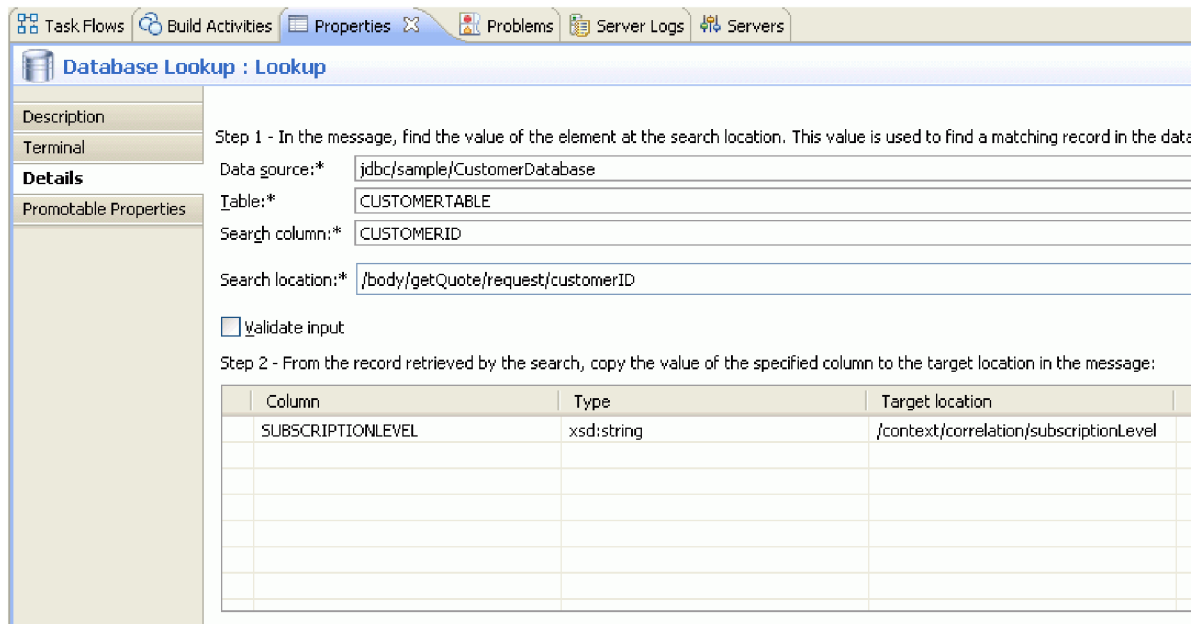 Task Flows Build Activities Properties Problems Server Logs Servers
Database Lookup : Lookup
Description
Terminal
Details
Promotable Properties
Step 1 - In the message, find the value of the element at the search location. This value is used to find a matching record in the data
Data source:* jdbc/sample/CustomerDatabase
Table:* CUSTOMERTABLE
Search column:* CUSTOMERID
Search location:* /body/getQuote/request/customerID
Validate input
Step 2 - From the record retrieved by the search, copy the value of the specified column to the target location in the message:
Column Type Target location
SUBSCRIPTIONLEVEL xsd:string /context/correlation/subscriptionLevel